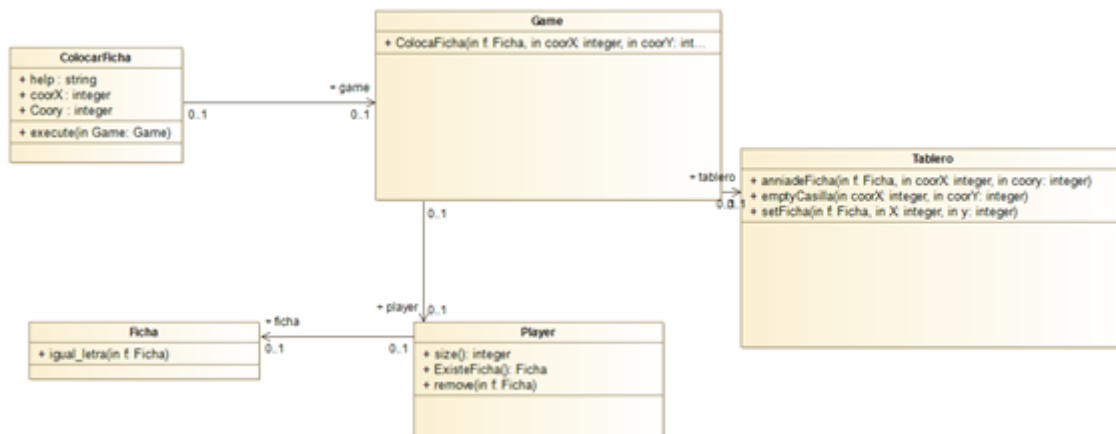 Game
+ ColocaFicha(in f: Ficha, in coorX: integer, in coorY: int...
ColocarFicha
+ help : string
+ coorX : integer
+ Coory : integer
+ execute(in Game: Game)
+ game
0..1
0..1
Tablero
+ anniadeFicha(in f: Ficha, in coorX: integer, in coory: integer)
+ emptyCasilla(in coorX: integer, in coorY: integer)
+ setFicha(in f: Ficha, in X: integer, in y: integer)
+ tablero
0..1
0..1
+ player
0..1
+ ficha
0..1
0..1
Ficha
+ igual_letra(in f: Ficha)
Player
+ size(): integer
+ ExisteFicha(): Ficha
+ remove(in f: Ficha)